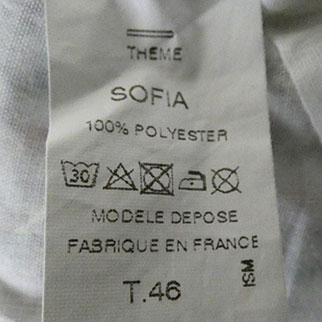 THEME
SOFIA
100% POLYESTER
30
MODELE DEPOSE
FABRIQUE EN FRANCE
T.46
ISM